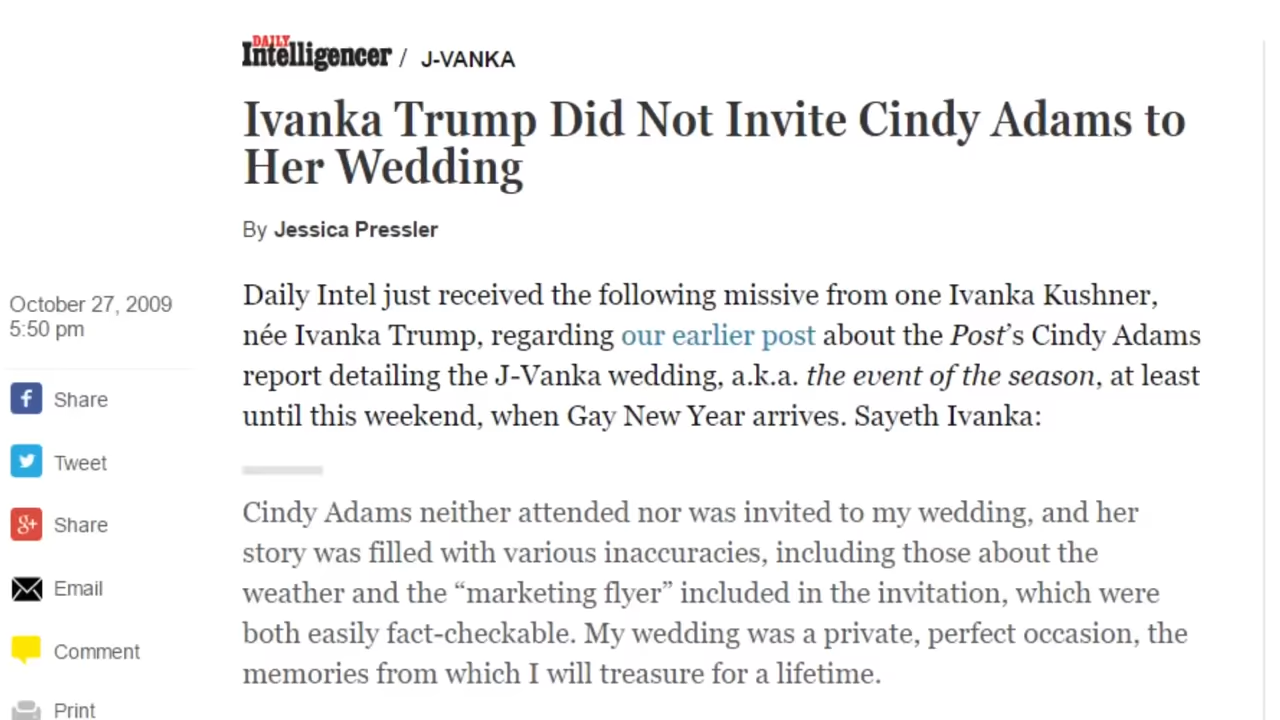 DAILY
Intelligencer / J-VANKA
Ivanka Trump Did Not Invite Cindy Adams to
Her Wedding
By Jessica Pressler
October 27, 2009
5:50 pm
Share
Tweet
Share
Email
Comment
Print
Daily Intel just received the following missive from one Ivanka Kushner,
née Ivanka Trump, regarding our earlier post about the Post's Cindy Adams
report detailing the J-Vanka wedding, a.k.a. the event of the season, at least
until this weekend, when Gay New Year arrives. Sayeth Ivanka:
Cindy Adams neither attended nor was invited to my wedding, and her
story was filled with various inaccuracies, including those about the
weather and the “marketing flyer” included in the invitation, which were
both easily fact-checkable. My wedding was a private, perfect occasion, the
memories from which I will treasure for a lifetime.